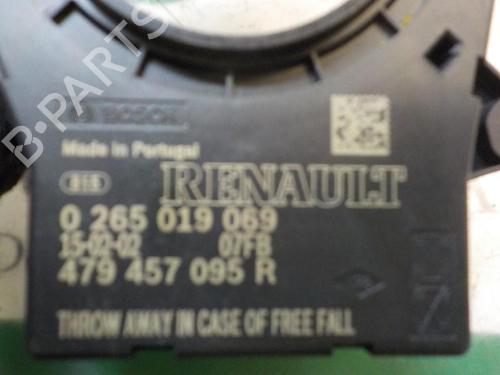 B-PARTS
BOSCH
Made in Portugal
RENAULT
0 265 019 069
15-02-02 07FB
479 457 095 R
THROW AWAY IN CASE OF FREE FALL